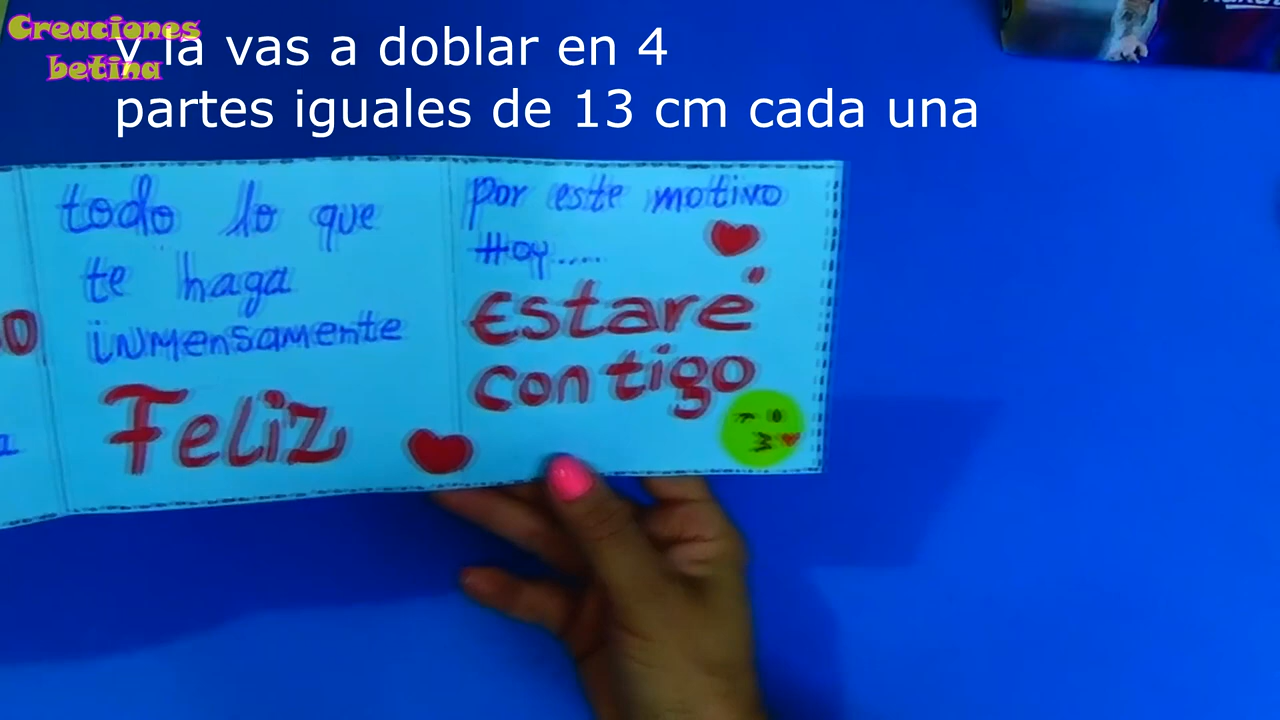 Creaciones
betina
y la vas a doblar en 4
partes iguales de 13 cm cada una
todo lo que
te haga
inmensamente
Feliz
por este motivo
Hoy.....
Estaré
contigo